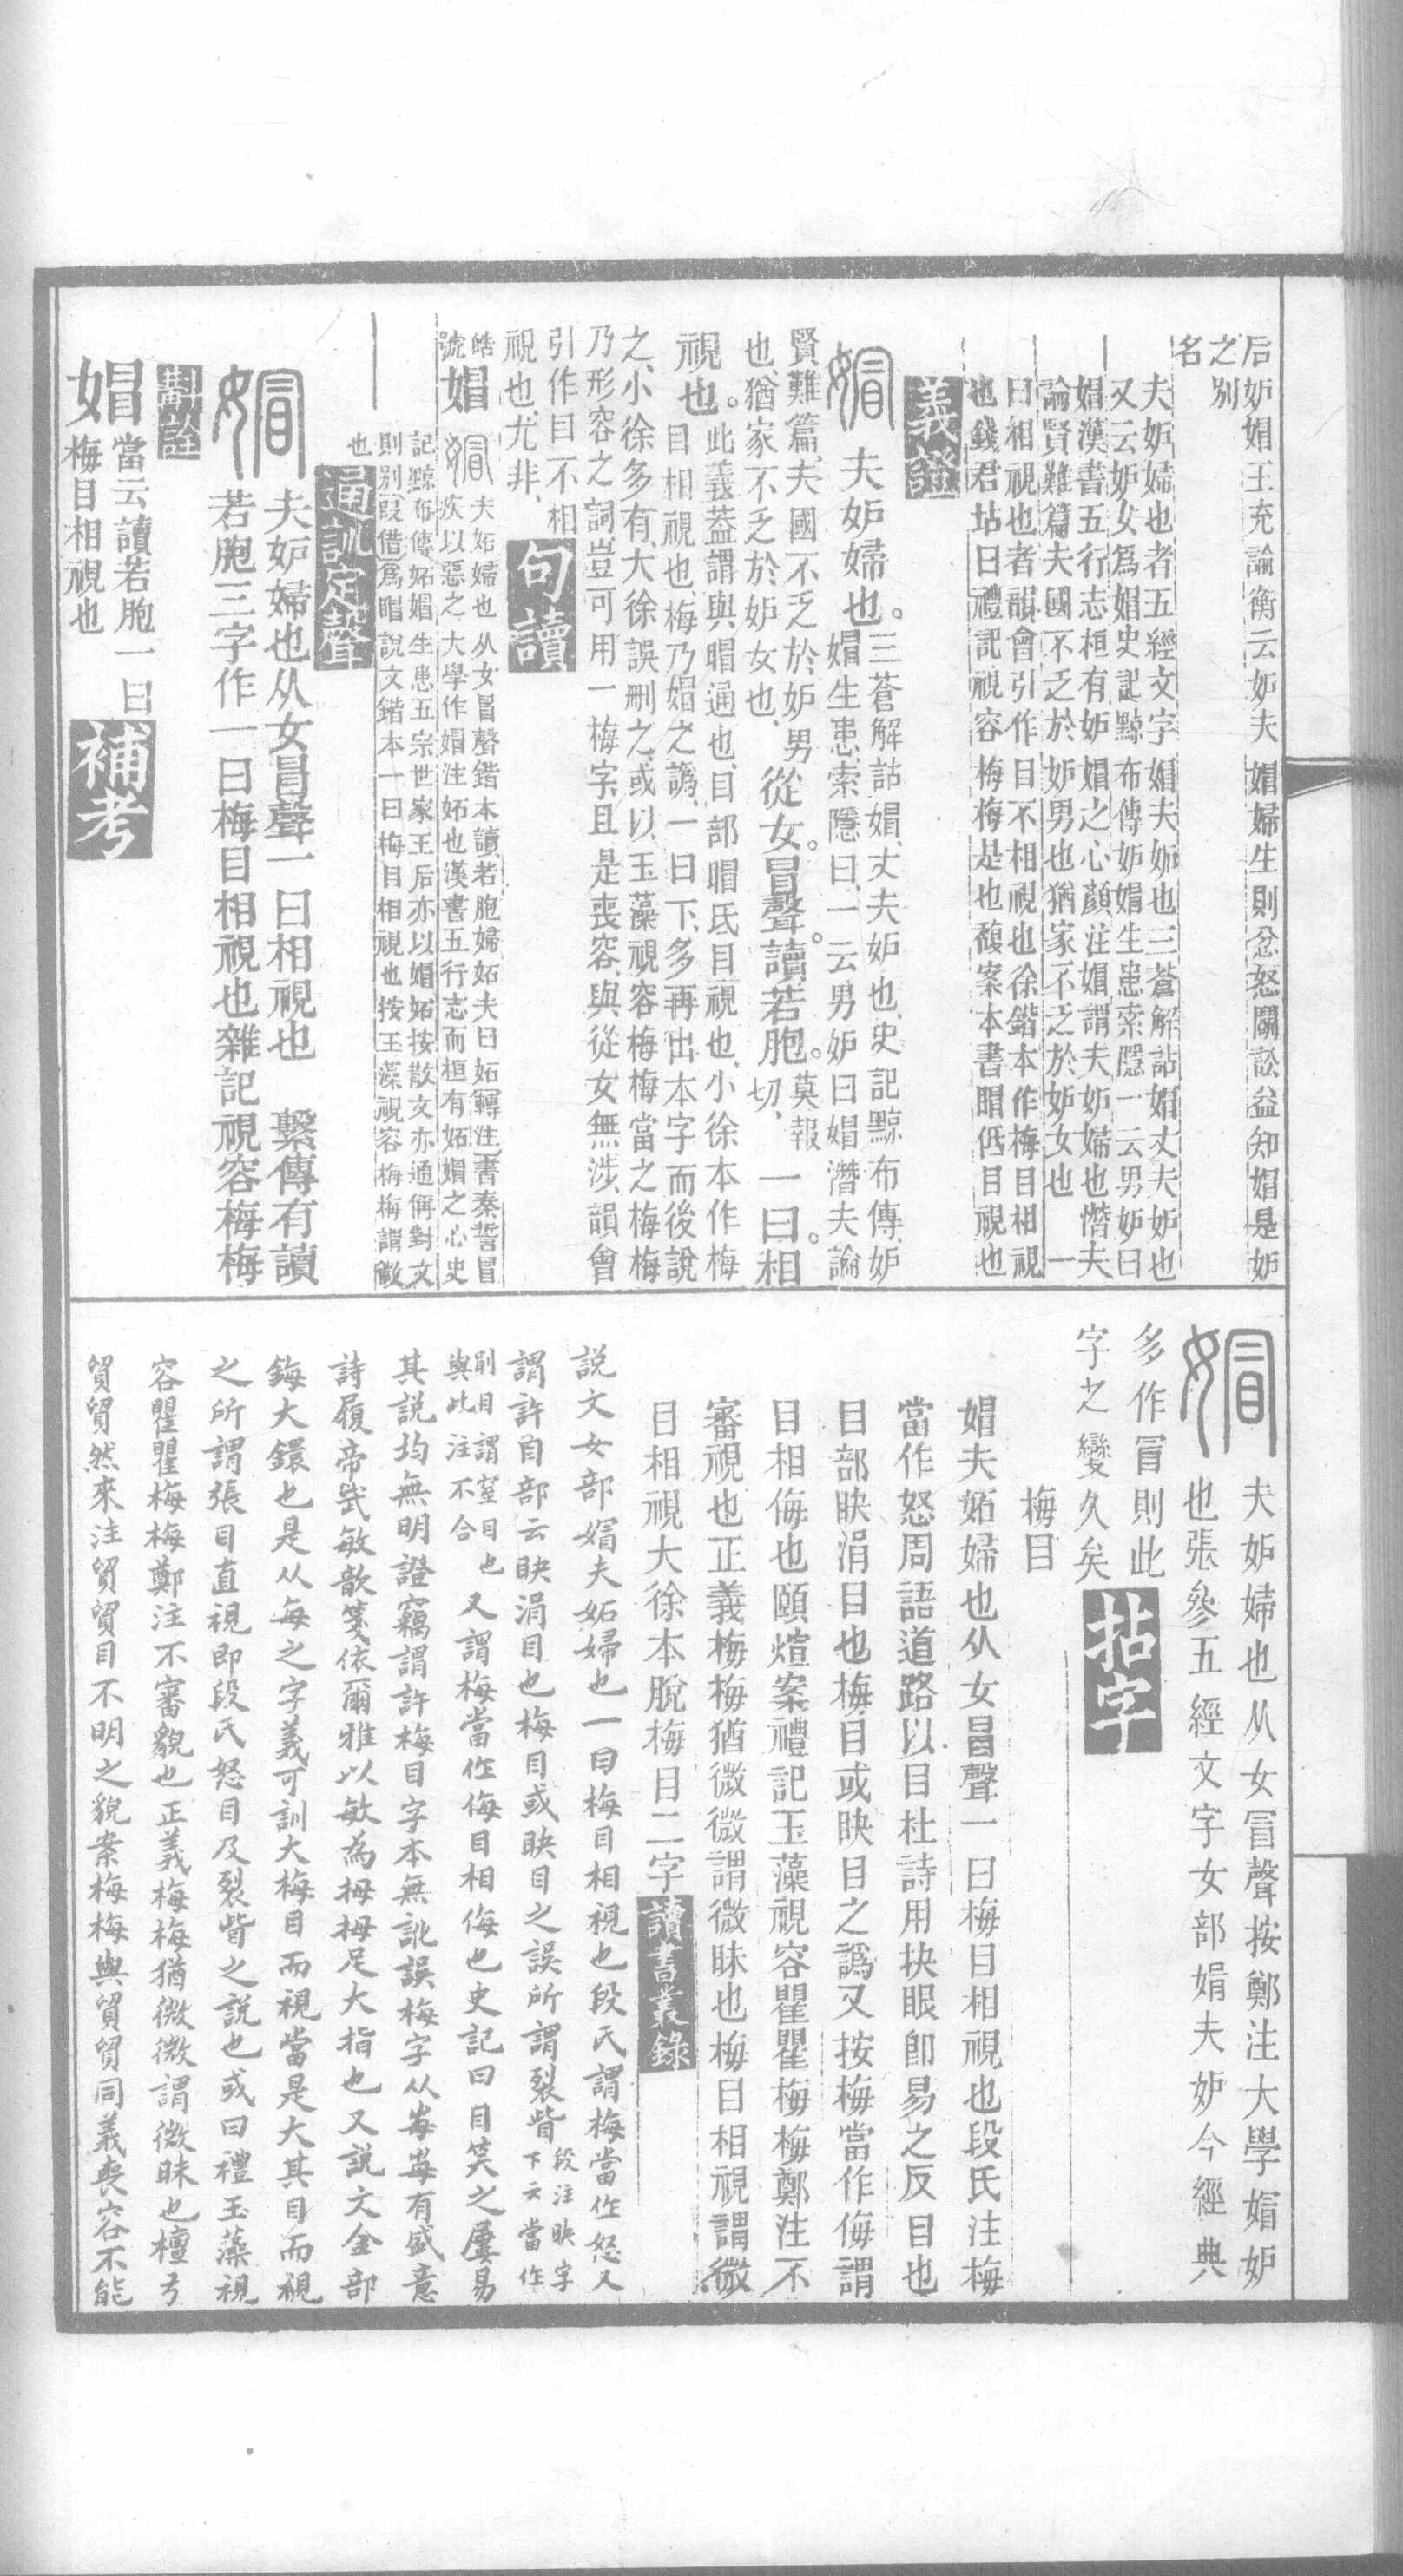 后妒媢王充論衡云妒夫媢婦生則忿怒鬭訟益知媢是妒
之別
名
夫妒婦也者五經文字媢夫妒也三蒼解詁媢丈夫妒也
又云妒女爲媢史記黥布傳妒媢生患索隱一云男妒曰
媢漢書五行志桓有妒媢之心顏注媢謂夫妒婦也潛夫
論賢難篇夫國不乏於妒男也猶家不乏於妒女也 一
曰相視也者韻會引作目不相視也徐鍇本作梅目相視
也錢君坫曰禮記視容梅梅是也馥案本書䀤低目視也
義證
媢 夫妒婦也。三蒼解詁、媢、丈夫妒也、史記黥布傳、妒
媢生患、索隱曰、一云男妒曰媢、潛夫論
賢難篇、夫國不乏於妒男
也、猶家不乏於妒女也、從女。冒聲。讀若胞。莫報切、一曰。相
視也。此義葢謂與䀤通也、目部䀤氐目視也、小徐本作梅
目相視也、梅乃媢之譌、一曰下、多再出本字而後說
之、小徐多有、大徐誤刪之、或以玉藻視容梅梅當之、梅梅
乃形容之詞、豈可用一梅字、且是喪容、與從女無涉、韻會
引作目不相
視也、尤非、
句讀
皓
號
媢 夫妬婦也从女冒聲鍇本讀若胞婦妬夫曰妬轉注書秦誓冒
疾以惡之大學作媢注妬也漢書五行志而桓有妬媢之心史
記黥布傳妬媢生患五宗世家王后亦以媢妬按散文亦通偁對文
則別叚借爲䀤說文鍇本一曰梅目相視也按玉藻視容梅梅謂微
也
通訓定聲
媢 夫妒婦也从女冒聲一曰相視也 繫傳有讀
若胞三字作一曰梅目相視也雜記視容梅梅
斠詮
媢 當云讀若胞一曰
梅目相視也
補考
媢 夫妒婦也从女冒聲按鄭注大學媢妒
也張參五經文字女部媢夫妒今經典
多作冒則此
字之變久矣
拈字
梅目
媢夫妬婦也从女冒聲一曰梅目相視也段氏注梅
當作怒周語道路以目杜詩用抉眼卽易之反目也
目部䀗涓目也梅目或䀗目之譌又按梅當作侮謂
目相侮也頤煊案禮記玉藻視容瞿瞿梅梅鄭注不
審視也正義梅梅猶微微謂微昧也梅目相視謂微
目相視大徐本脫梅目二字
讀書叢錄
説文女部媢夫妬婦也一曰梅目相視也段氏謂梅當作怒又
謂許目部云䀗涓目也梅目或䀗目之誤所謂裂眥段注䀗字
下云當作
剈目謂窐目也
與此注不合
又謂梅當作侮目相侮也史記曰目笑之屢易
其説均無明證竊謂許梅目字本無訛誤梅字从每每有盛意
詩履帝武敏歆箋依爾雅以敏為拇拇足大指也又説文金部
鋂大鐶也是从每之字義可訓大梅目而視當是大其目而視
之所謂張目直視即段氏怒目及裂眥之説也或曰禮玉藻視
容瞿瞿梅梅鄭注不審貌也正義梅梅猶微微謂微昧也檀弓
貿貿然來注貿貿目不明之貌案梅梅與貿貿同義喪容不能